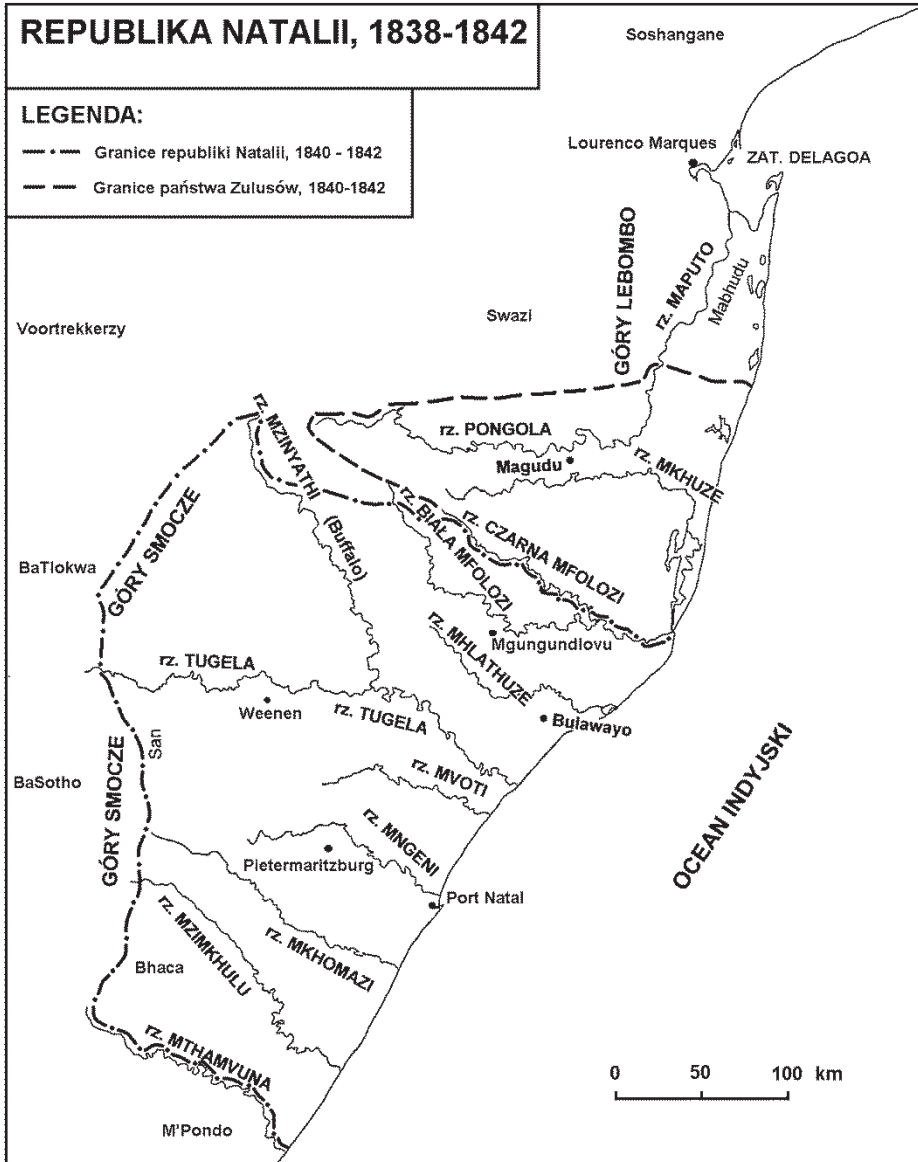 REPUBLIKA NATALII, 1838-1842
LEGENDA:
Granice republiki Natalii, 1840 - 1842
Granice państwa Zulusów, 1840-1842
Soshangane
Lourenco Marques
ZAT. DELAGOA
GÓRY LEBOMBO
rz. MAPUTO
Mabhudu
Swazi
Voortrekkerzy
rz. MZINYATHI
(Buffalo)
rz. PONGOLA
Magudu
rz. MKHUZE
rz. BIAŁA MFOLOZI
rz. CZARNA MFOLOZI
GÓRY SMOCZE
BaTlokwa
Mgungundlovu
rz. MHLATHUZE
rz. TUGELA
Weenen
rz. TUGELA
Bulawayo
San
BaSotho
GÓRY SMOCZE
rz. MVOTI
rz. MNGENI
Pietermaritzburg
Port Natal
OCEAN INDYJSKI
rz. MZIMKHULU
rz. MKHOMAZI
Bhaca
rz. MTHAMVUNA
M'Pondo
0 50 100 km